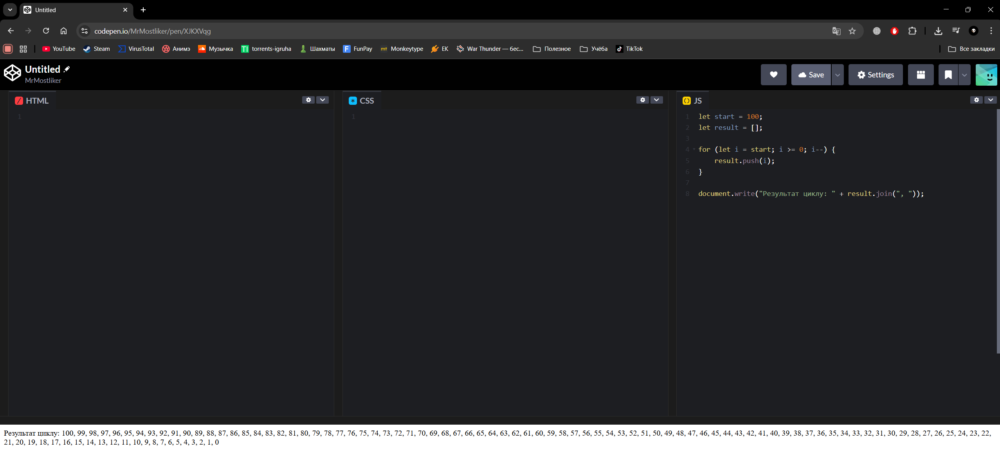 Untitled
codepen.io/MrMostliker/pen/XJKXVqg
YouTube Steam VirusTotal Анимэ Музычка TI torrents-igruha Шахматы F FunPay mt Monkeytype EK War Thunder — бес... Полезное Учёба TikTok Все закладки
Untitled
MrMostliker
Save Settings
HTML CSS JS
1
1
1 let start = 100;
2 let result = [];
3
4 for (let i = start; i >= 0; i--) {
5 result.push(i);
6 }
7
8 document.write("Результат циклу: " + result.join(", "));
Результат циклу: 100, 99, 98, 97, 96, 95, 94, 93, 92, 91, 90, 89, 88, 87, 86, 85, 84, 83, 82, 81, 80, 79, 78, 77, 76, 75, 74, 73, 72, 71, 70, 69, 68, 67, 66, 65, 64, 63, 62, 61, 60, 59, 58, 57, 56, 55, 54, 53, 52, 51, 50, 49, 48, 47, 46, 45, 44, 43, 42, 41, 40, 39, 38, 37, 36, 35, 34, 33, 32, 31, 30, 29, 28, 27, 26, 25, 24, 23, 22,
21, 20, 19, 18, 17, 16, 15, 14, 13, 12, 11, 10, 9, 8, 7, 6, 5, 4, 3, 2, 1, 0